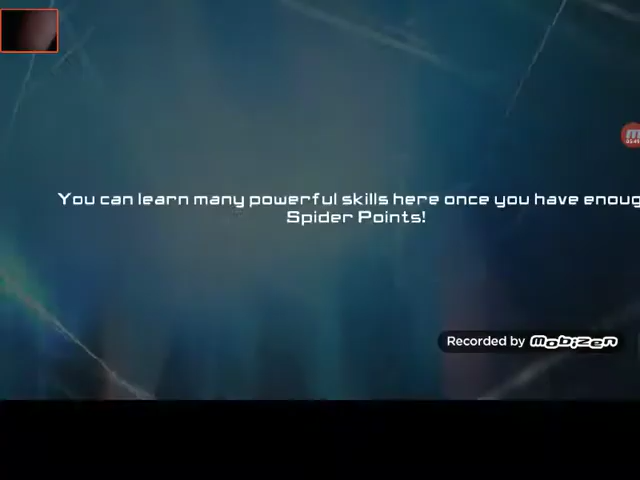 You can learn many powerful skills here once you have enoug
Spider Points!
Recorded by Mobizen